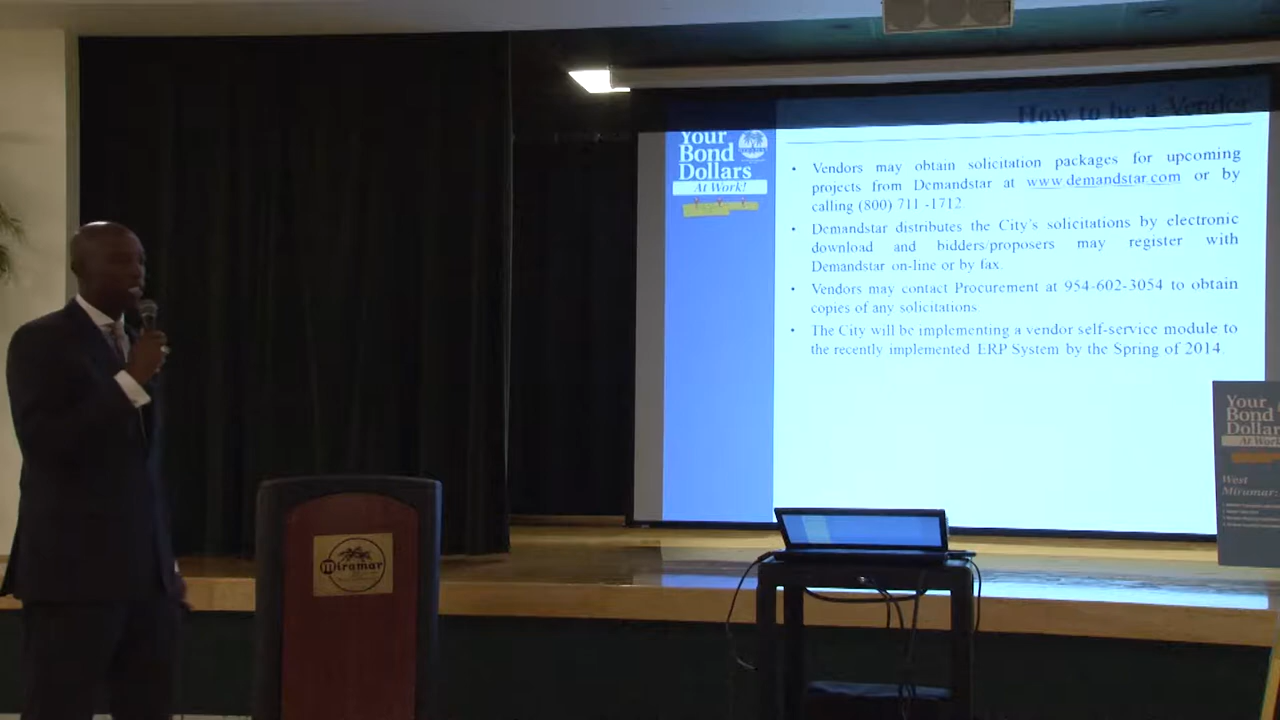 How to be a Vendor
Your
Bond
Dollars
At Work!
• Vendors may obtain solicitation packages for upcoming
projects from Demandstar at www.demandstar.com or by
calling (800) 711 -1712.
• Demandstar distributes the City's solicitations by electronic
download and bidders/proposers may register with
Demandstar on-line or by fax.
• Vendors may contact Procurement at 954-602-3054 to obtain
copies of any solicitations.
• The City will be implementing a vendor self-service module to
the recently implemented ERP System by the Spring of 2014.
Your
Bond
Dollar
At Work
West
Miramar:
miramar